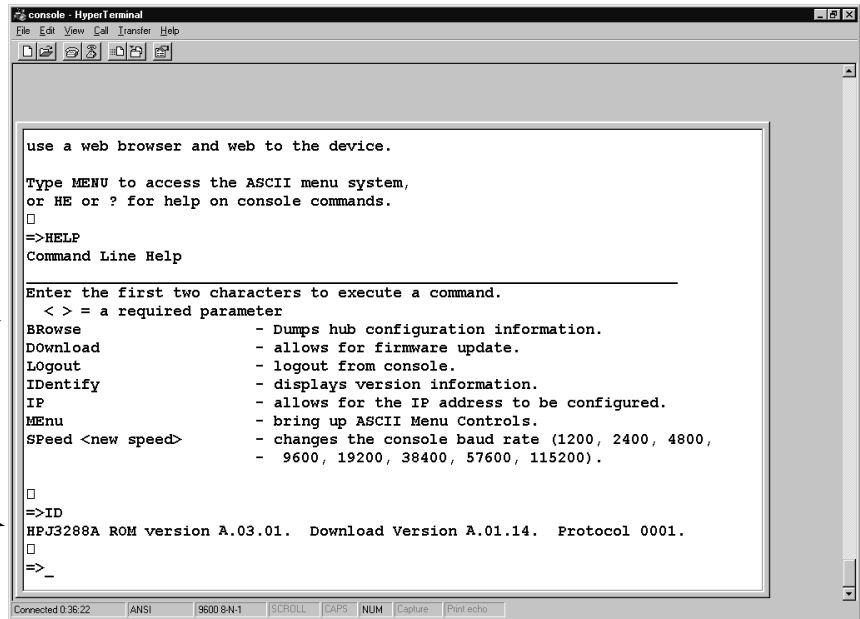 console - HyperTerminal
File Edit View Call Transfer Help
use a web browser and web to the device.
Type MENU to access the ASCII menu system,
or HE or ? for help on console commands.
=>HELP
Command Line Help
Enter the first two characters to execute a command.
< > = a required parameter
BRowse - Dumps hub configuration information.
DOwnload - allows for firmware update.
LOgout - logout from console.
IDentify - displays version information.
IP - allows for the IP address to be configured.
MEnu - bring up ASCII Menu Controls.
SPeed <new speed> - changes the console baud rate (1200, 2400, 4800,
- 9600, 19200, 38400, 57600, 115200).
=>ID
HPJ3288A ROM version A.03.01. Download Version A.01.14. Protocol 0001.
=>_
Connected 0:36:22 ANSI 9600 8-N-1 SCROLL CAPS NUM Capture Print echo